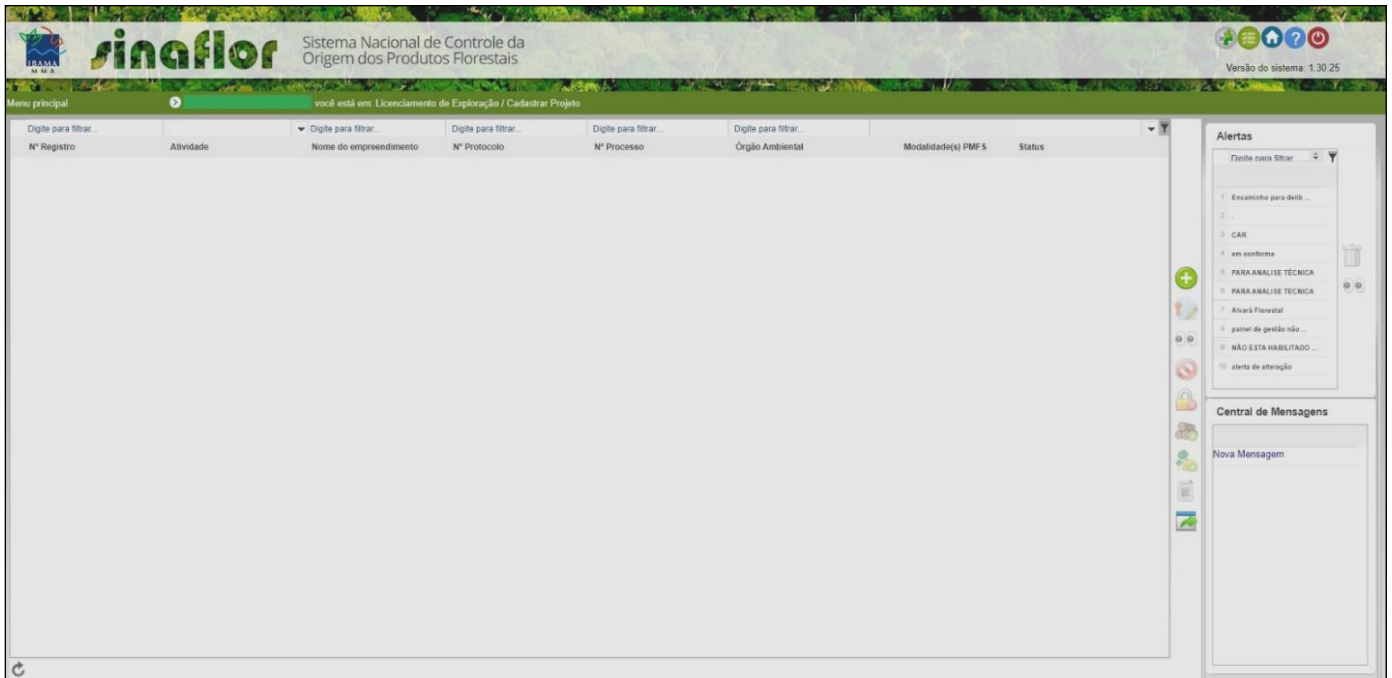 IBAMA
M M A
sinaflor
Sistema Nacional de Controle da
Origem dos Produtos Florestais
?
Versão do sistema: 1.30.25
Menu principal
você está em: Licenciamento de Exploração / Cadastrar Projeto
Digite para filtrar... Digite para filtrar... Digite para filtrar... Digite para filtrar... Digite para filtrar...
Nº Registro Atividade Nome do empreendimento Nº Protocolo Nº Processo Órgão Ambiental Modalidade(s) PMFS Status
Alertas
Digite para filtrar
1 Encaminho para delib ...
2 .
3 CAR
4 em conforme
5 PARA ANALISE TÉCNICA
6 PARA ANALISE TECNICA
7 Alvará Florestal
8 painel de gestão não ...
9 NÃO ESTA HABILITADO ...
10 alerta de alteração
Central de Mensagens
Nova Mensagem